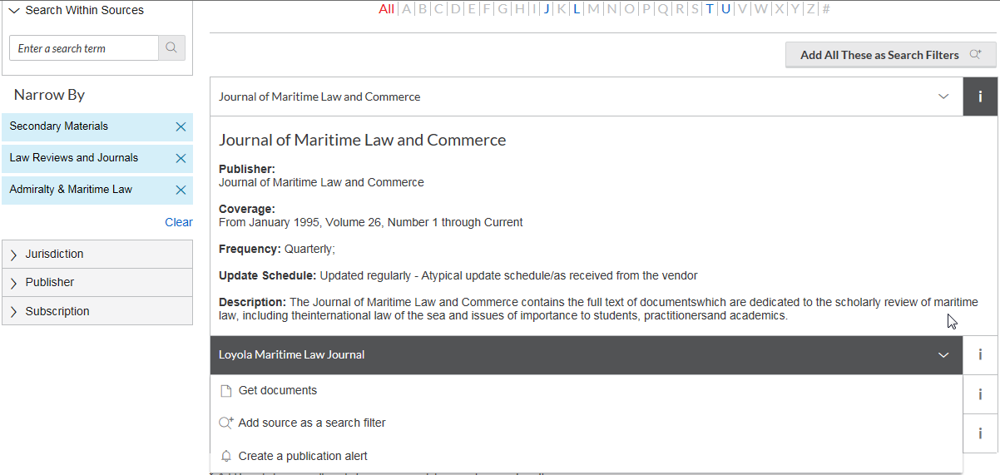 Search Within Sources
Enter a search term
Narrow By
Secondary Materials
Law Reviews and Journals
Admiralty & Maritime Law
Clear
Jurisdiction
Publisher
Subscription
All A B C D E F G H I J K L M N O P Q R S T U V W X Y Z #
Add All These as Search Filters
Journal of Maritime Law and Commerce
i
Journal of Maritime Law and Commerce
Publisher:
Journal of Maritime Law and Commerce
Coverage:
From January 1995, Volume 26, Number 1 through Current
Frequency: Quarterly;
Update Schedule: Updated regularly - Atypical update schedule/as received from the vendor
Description: The Journal of Maritime Law and Commerce contains the full text of documentswhich are dedicated to the scholarly review of maritime
law, including theinternational law of the sea and issues of importance to students, practitionersand academics.
Loyola Maritime Law Journal
i
Get documents
i
Add source as a search filter
i
Create a publication alert